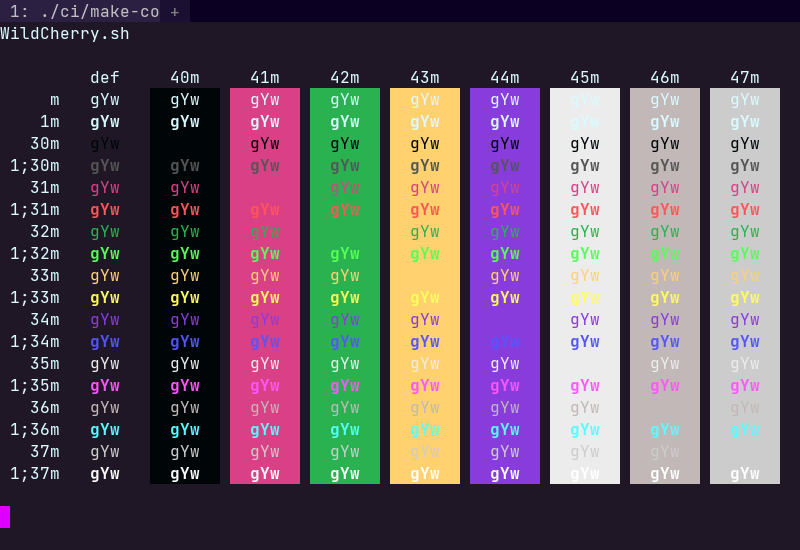 1: ./ci/make-co +
WildCherry.sh
def 40m 41m 42m 43m 44m 45m 46m 47m
m gYw gYw gYw gYw gYw gYw gYw gYw gYw
1m gYw gYw gYw gYw gYw gYw gYw gYw gYw
30m gYw gYw gYw gYw gYw gYw gYw gYw
1;30m gYw gYw gYw gYw gYw gYw gYw gYw gYw
31m gYw gYw gYw gYw gYw gYw gYw gYw
1;31m gYw gYw gYw gYw gYw gYw gYw gYw gYw
32m gYw gYw gYw gYw gYw gYw gYw gYw
1;32m gYw gYw gYw gYw gYw gYw gYw gYw gYw
33m gYw gYw gYw gYw gYw gYw gYw gYw
1;33m gYw gYw gYw gYw gYw gYw gYw gYw gYw
34m gYw gYw gYw gYw gYw gYw gYw gYw
1;34m gYw gYw gYw gYw gYw gYw gYw gYw gYw
35m gYw gYw gYw gYw gYw gYw gYw gYw
1;35m gYw gYw gYw gYw gYw gYw gYw gYw gYw
36m gYw gYw gYw gYw gYw gYw gYw gYw
1;36m gYw gYw gYw gYw gYw gYw gYw gYw gYw
37m gYw gYw gYw gYw gYw gYw gYw gYw
1;37m gYw gYw gYw gYw gYw gYw gYw gYw gYw